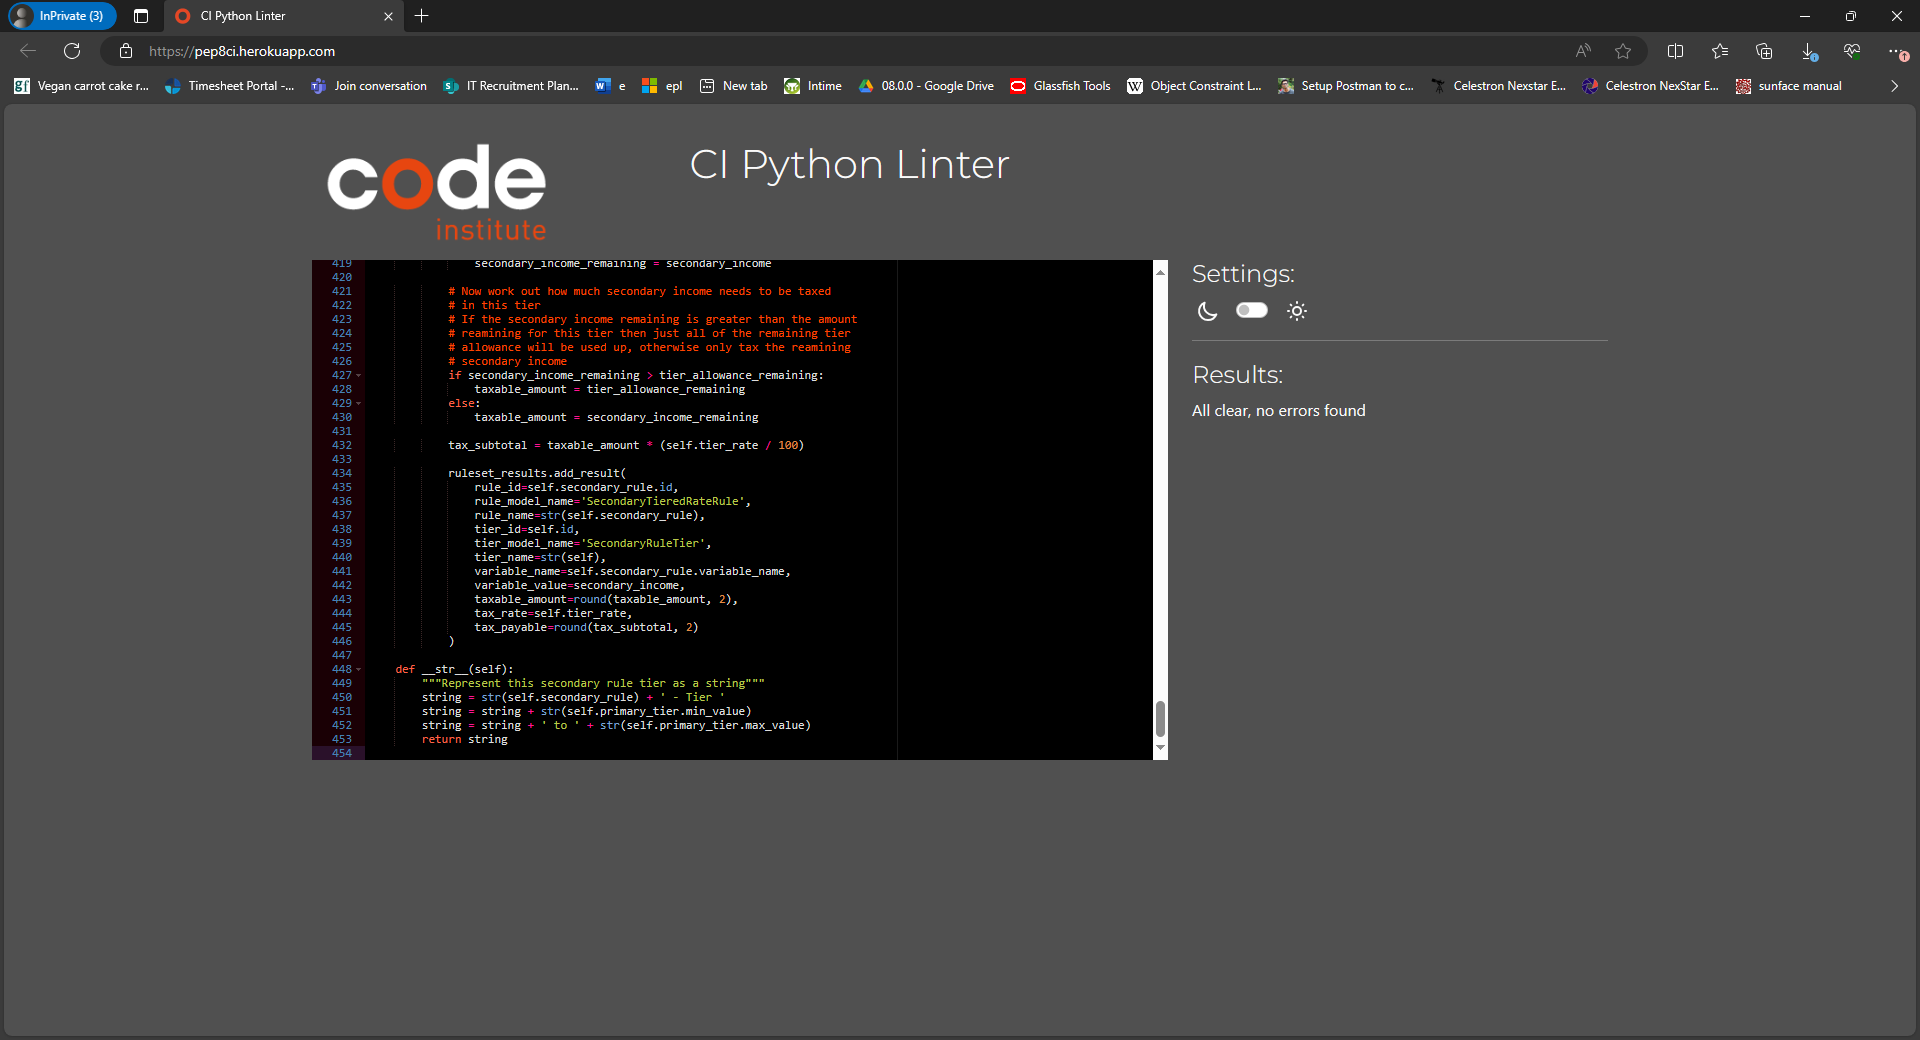 InPrivate (3)
CI Python Linter
https://pep8ci.herokuapp.com
Vegan carrot cake r...
Timesheet Portal -...
Join conversation
IT Recruitment Plan...
e
epl
New tab
Intime
08.0.0 - Google Drive
Glassfish Tools
Object Constraint L...
Setup Postman to c...
Celestron Nexstar E...
Celestron NexStar E...
sunface manual
code
institute
CI Python Linter
419 secondary_income_remaining = secondary_income
420
421 # Now work out how much secondary income needs to be taxed
422 # in this tier
423 # If the secondary income remaining is greater than the amount
424 # reamining for this tier then just all of the remaining tier
425 # allowance will be used up, otherwise only tax the reamining
426 # secondary income
427 if secondary_income_remaining > tier_allowance_remaining:
428 taxable_amount = tier_allowance_remaining
429 else:
430 taxable_amount = secondary_income_remaining
431
432 tax_subtotal = taxable_amount * (self.tier_rate / 100)
433
434 ruleset_results.add_result(
435 rule_id=self.secondary_rule.id,
436 rule_model_name='SecondaryTieredRateRule',
437 rule_name=str(self.secondary_rule),
438 tier_id=self.id,
439 tier_model_name='SecondaryRuleTier',
440 tier_name=str(self),
441 variable_name=self.secondary_rule.variable_name,
442 variable_value=secondary_income,
443 taxable_amount=round(taxable_amount, 2),
444 tax_rate=self.tier_rate,
445 tax_payable=round(tax_subtotal, 2)
446 )
447
448 def __str__(self):
449 """Represent this secondary rule tier as a string"""
450 string = str(self.secondary_rule) + ' - Tier '
451 string = string + str(self.primary_tier.min_value)
452 string = string + ' to ' + str(self.primary_tier.max_value)
453 return string
454
Settings:
Results:
All clear, no errors found